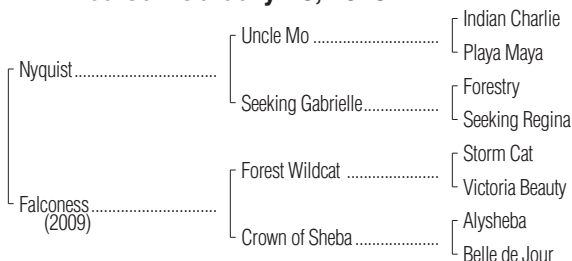 Indian Charlie
Uncle Mo
Playa Maya
Nyquist
Forestry
Seeking Gabrielle
Seeking Regina
Storm Cat
Forest Wildcat
Victoria Beauty
Falconess
(2009)
Alysheba
Crown of Sheba
Belle de Jour